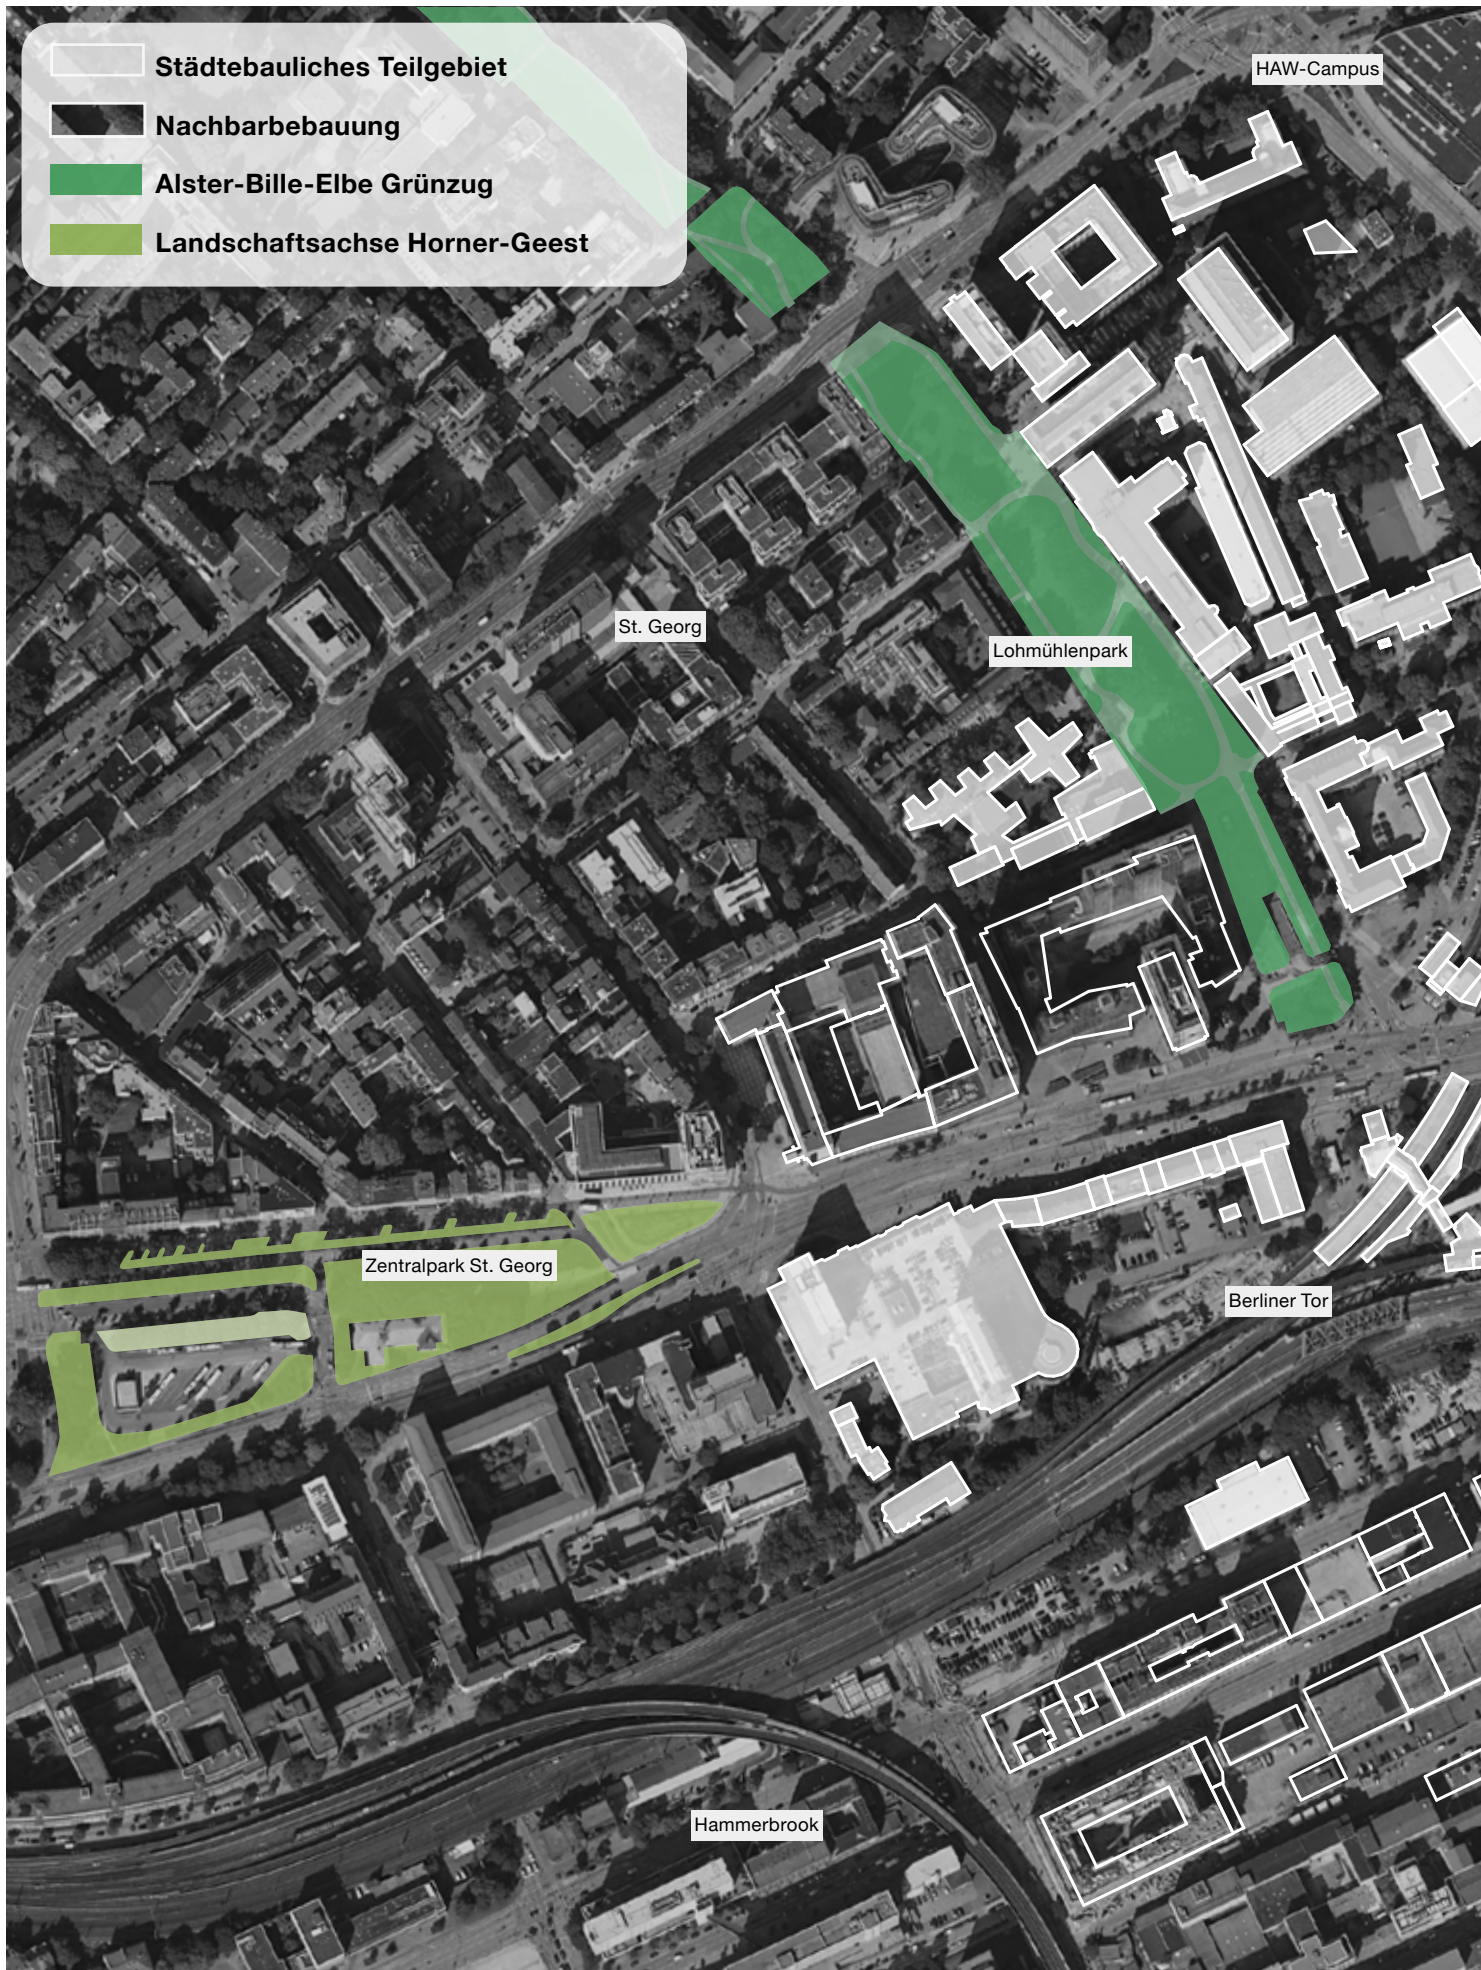 Städtebauliches Teilgebiet
Nachbarbebauung
Alster-Bille-Elbe Grünzug
Landschaftsachse Horner-Geest
HAW-Campus
St. Georg
Lohmühlenpark
Zentralpark St. Georg
Berliner Tor
Hammerbrook